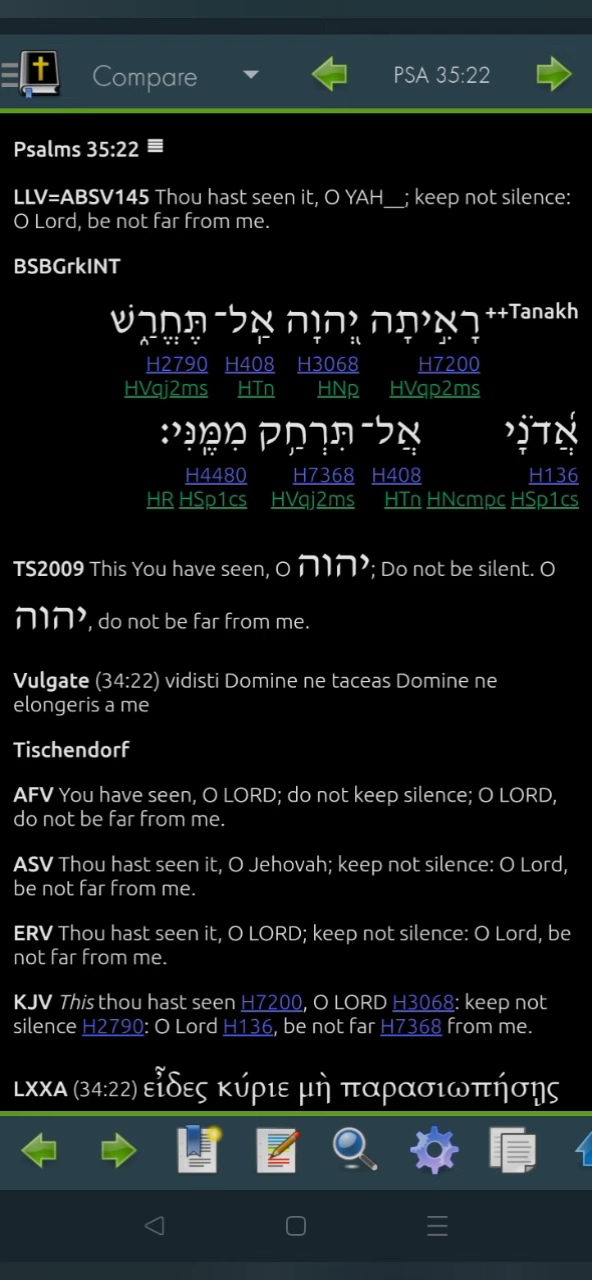 Compare
PSA 35:22
Psalms 35:22
LLV=ABSV145 Thou hast seen it, O YAH__; keep not silence:
O Lord, be not far from me.
BSBGrkINT
++Tanakh רָאִ֣יתָה יְ֭הוָה אַֽל־ תֶּחֱרַ֑שׁ
H2790 H408 H3068 H7200
HVqj2ms HTn HNp HVqp2ms
אֲ֝דֹנָ֗י אֲל־ תִּרְחַ֥ק מִמֶּֽנִּי׃
H4480 H7368 H408 H136
HR HSp1cs HVqj2ms HTn HNcmpc HSp1cs
TS2009 This You have seen, O יהוה; Do not be silent. O
יהוה, do not be far from me.
Vulgate (34:22) vidisti Domine ne taceas Domine ne
elongeris a me
Tischendorf
AFV You have seen, O LORD; do not keep silence; O LORD,
do not be far from me.
ASV Thou hast seen it, O Jehovah; keep not silence: O Lord,
be not far from me.
ERV Thou hast seen it, O LORD; keep not silence: O Lord, be
not far from me.
KJV This thou hast seen H7200, O LORD H3068: keep not
silence H2790: O Lord H136, be not far H7368 from me.
LXXA (34:22) εἶδες κύριε μὴ παρασιωπήσῃς